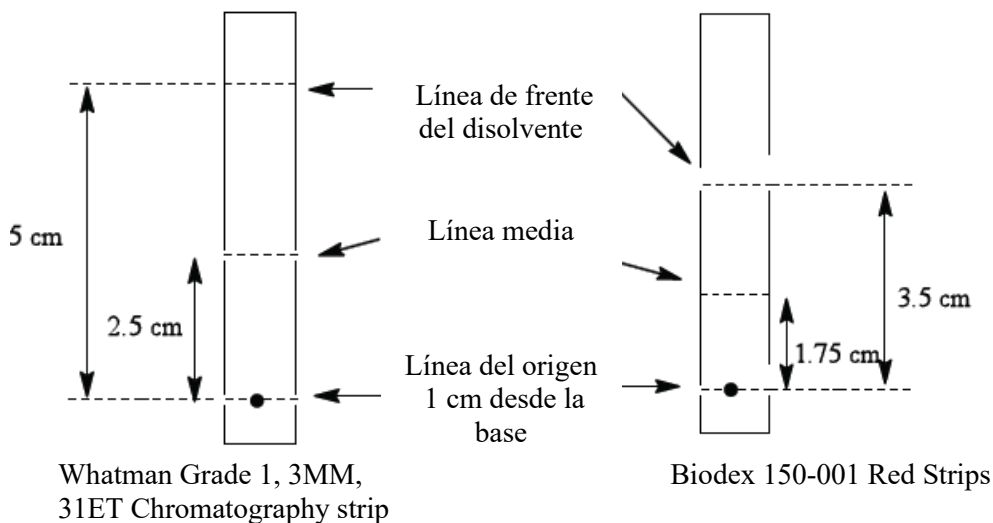 Línea de frente
del disolvente
5 cm
Línea media
3.5 cm
2.5 cm
1.75 cm
Línea del origen
1 cm desde la
base
Whatman Grade 1, 3MM,
31ET Chromatography strip
Biodex 150-001 Red Strips